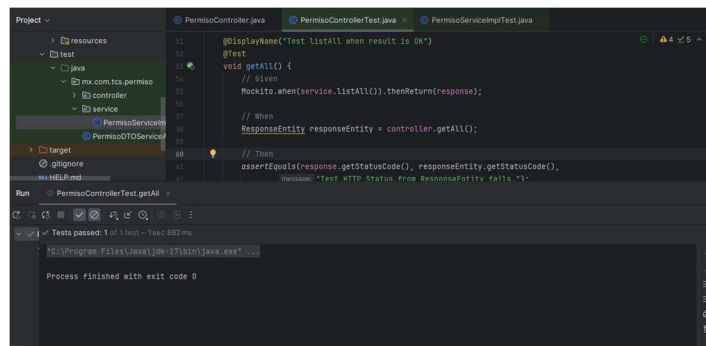 Project
PermisoController.java
PermisoControllerTest.java
PermisoServiceImplTest.java
resources
test
java
mx.com.tcs.permiso
controller
service
PermisoServiceIm
PermisoDTOServiceA
target
.gitignore
HELP.md
51 @DisplayName("Test listAll when result is OK")
52 @Test
53 void getAll() {
54 // Given
55 Mockito.when(service.listAll()).thenReturn(response);
56
57 // When
58 ResponseEntity responseEntity = controller.getAll();
59
60 // Then
61 assertEquals(response.getStatusCode(), responseEntity.getStatusCode(),
62 message: "Test HTTP Status from ResponseEntity fails.");
4 5
Run PermisoControllerTest.getAll
Tests passed: 1 of 1 test – 1 sec 882 ms
"C:\Program Files\Java\jdk-17\bin\java.exe" ...
Process finished with exit code 0